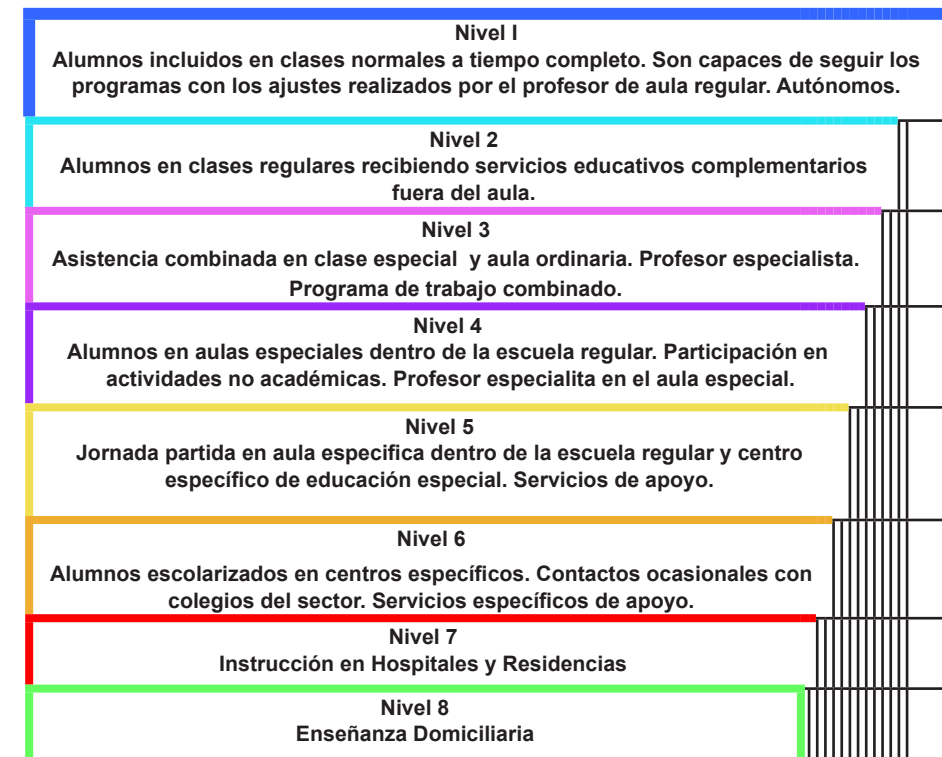 Nivel I
Alumnos incluidos en clases normales a tiempo completo. Son capaces de seguir los
programas con los ajustes realizados por el profesor de aula regular. Autónomos.
Nivel 2
Alumnos en clases regulares recibiendo servicios educativos complementarios
fuera del aula.
Nivel 3
Asistencia combinada en clase especial y aula ordinaria. Profesor especialista.
Programa de trabajo combinado.
Nivel 4
Alumnos en aulas especiales dentro de la escuela regular. Participación en
actividades no académicas. Profesor especialita en el aula especial.
Nivel 5
Jornada partida en aula especifica dentro de la escuela regular y centro
específico de educación especial. Servicios de apoyo.
Nivel 6
Alumnos escolarizados en centros específicos. Contactos ocasionales con
colegios del sector. Servicios específicos de apoyo.
Nivel 7
Instrucción en Hospitales y Residencias
Nivel 8
Enseñanza Domiciliaria